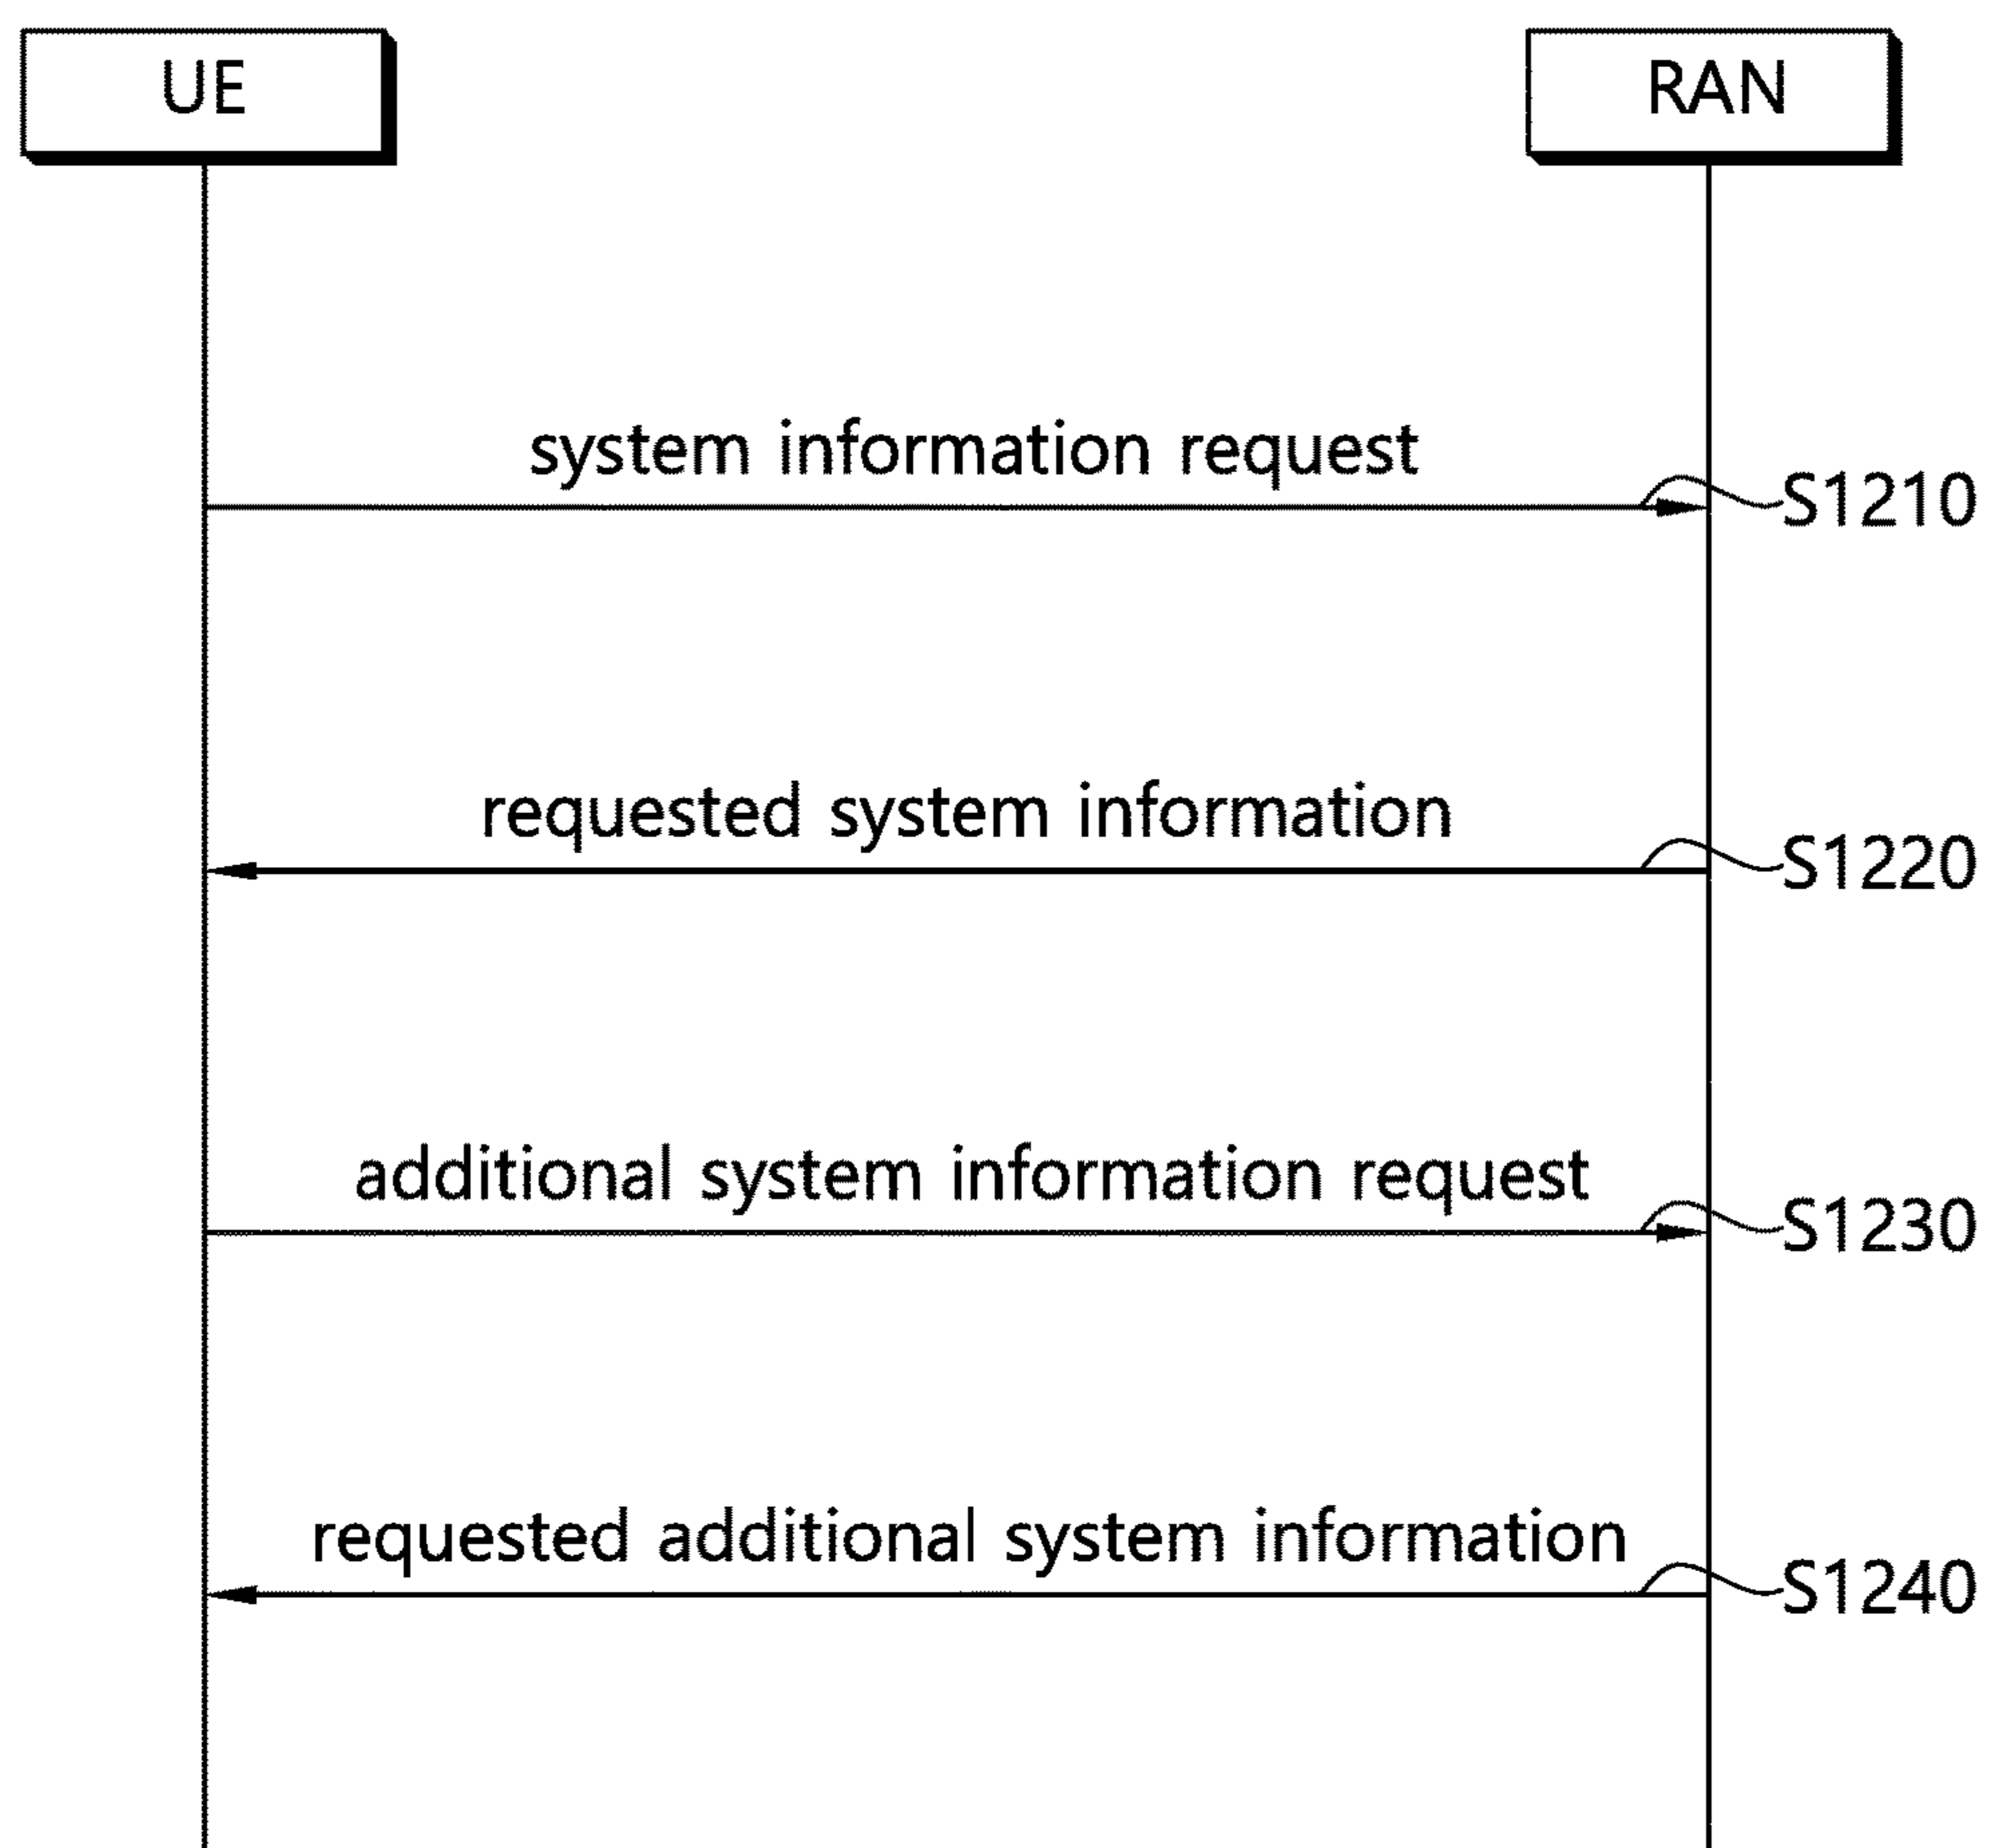 UE
RAN
system information request
S1210
requested system information
S1220
additional system information request
S1230
requested additional system information
S1240